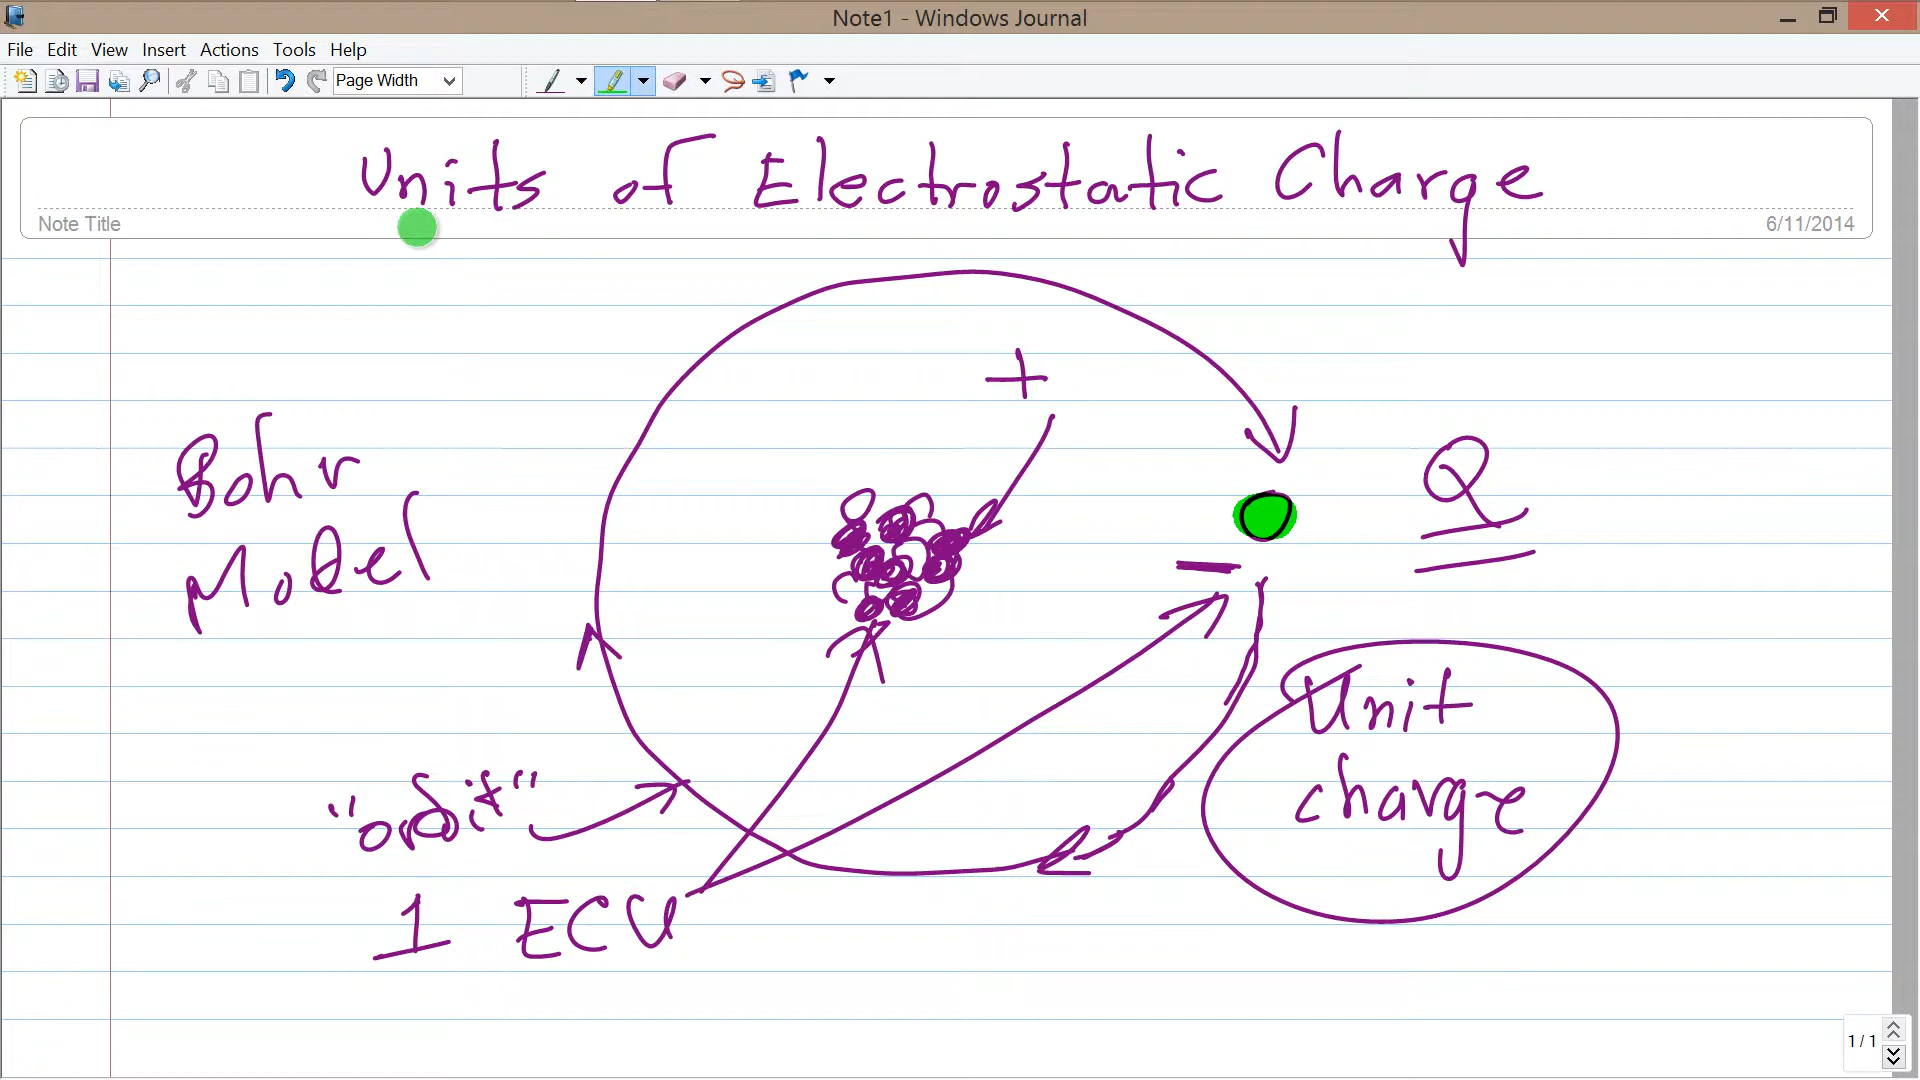 Note1 - Windows Journal
File Edit View Insert Actions Tools Help
Page Width
Units of Electrostatic Charge
Note Title
6/11/2014
+
Bohr
Model
Q
-
Unit
charge
"orbit"
1 ECU
1 / 1